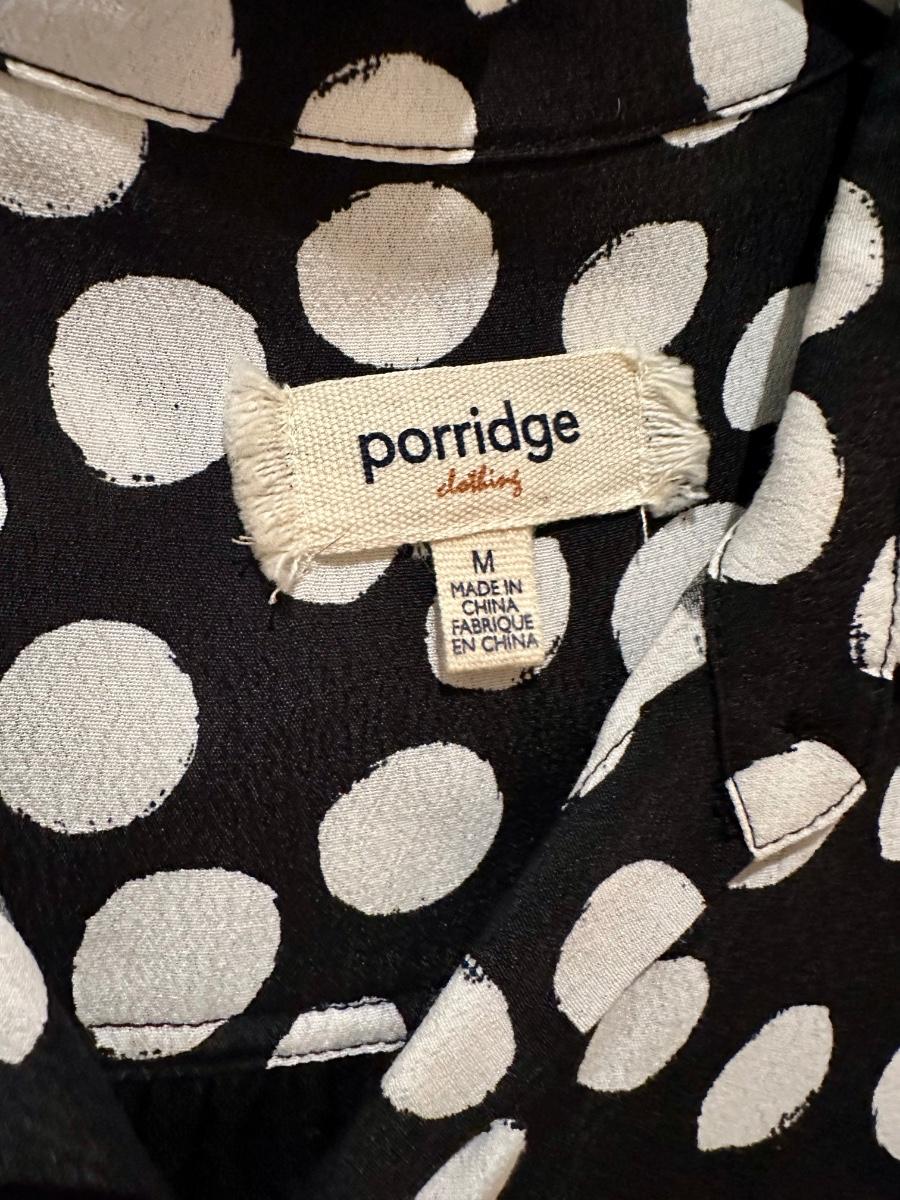 porridge
clothing
M
MADE IN
CHINA
FABRIQUE
EN CHINA